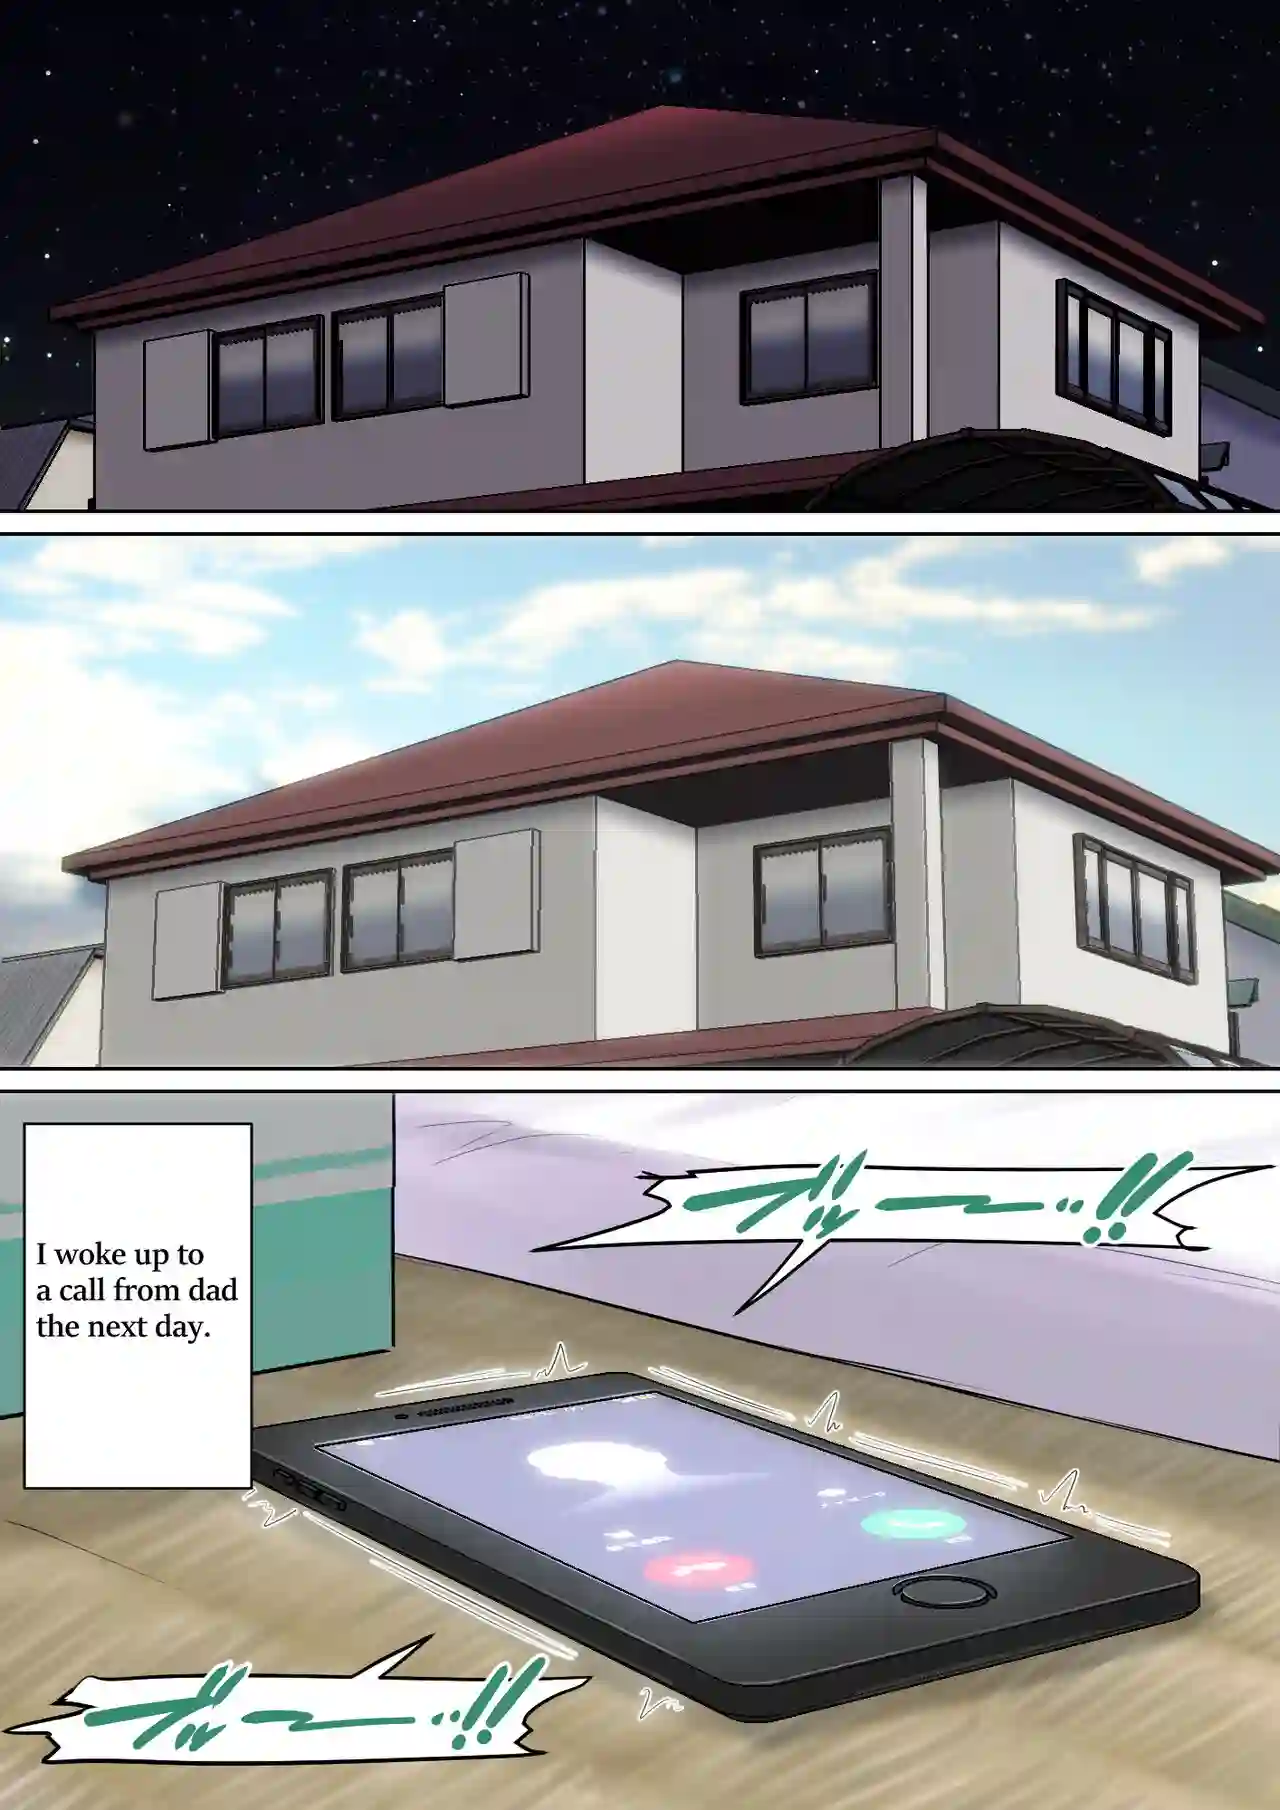 ブッー··!!
I woke up to
a call from dad
the next day.
ブッー··!!